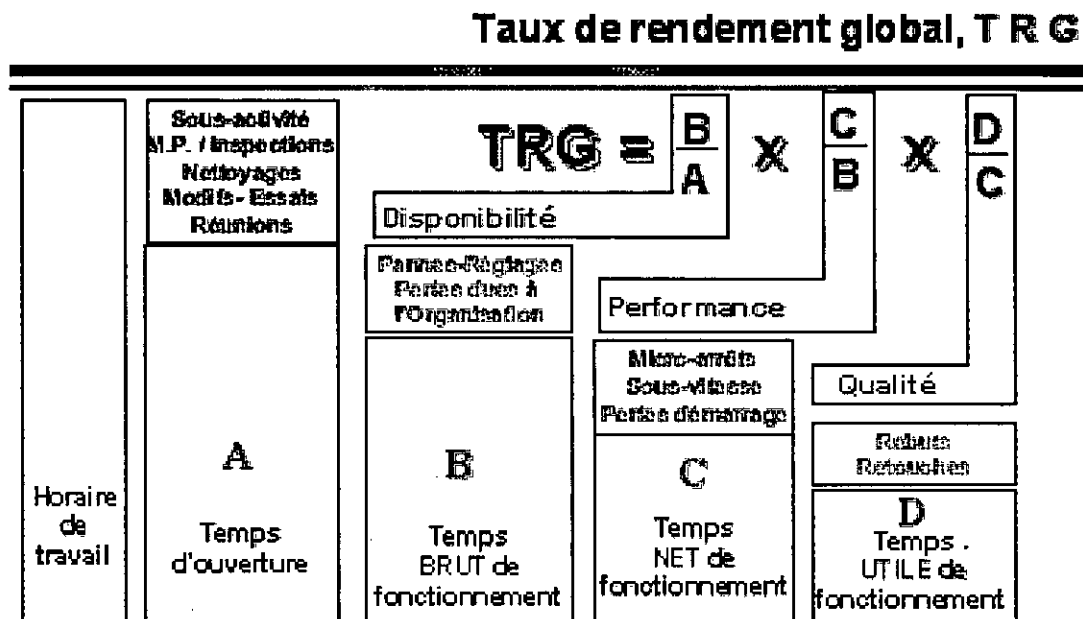 Taux de rendement global, T R G
Sous-activité
M.P. / Inspections
Nettoyages
Modifs - Essais
Réunions
TRG = B/A X C/B X D/C
Disponibilité
Pannes-Réglages
Pertes dues à
l'Organisation
Performance
Micro-arrêts
Sous-vitesse
Pertes démarrage
Qualité
Rebuts
Retouches
Horaire
de
travail
A
Temps
d'ouverture
B
Temps
BRUT de
fonctionnement
C
Temps
NET de
fonctionnement
D
Temps .
UTILE de
fonctionnement